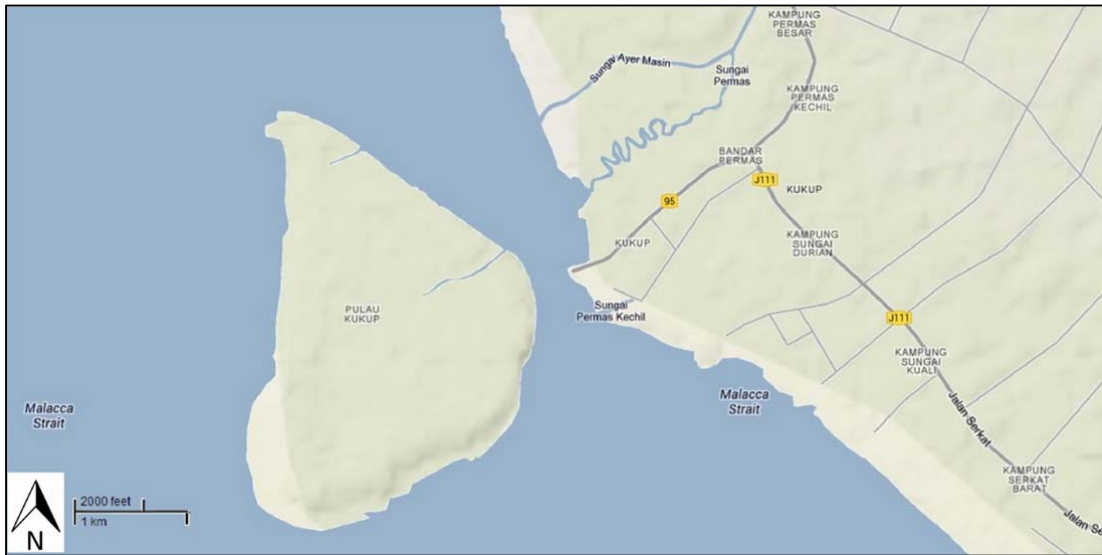 KAMPUNG
PERMAS
BESAR
Sungai Ayer Masin
Sungai
Permas
KAMPUNG
PERMAS
KECHIL
BANDAR
PERMAS
J111
KUKUP
95
KAMPUNG
SUNGAI
DURIAN
KUKUP
PULAU
KUKUP
Sungai
Permas Kechil
J111
KAMPUNG
SUNGAI
KUALI
Malacca
Strait
Malacca
Strait
Jalan Serkat
KAMPUNG
SERKAT
BARAT
2000 feet
1 km
N